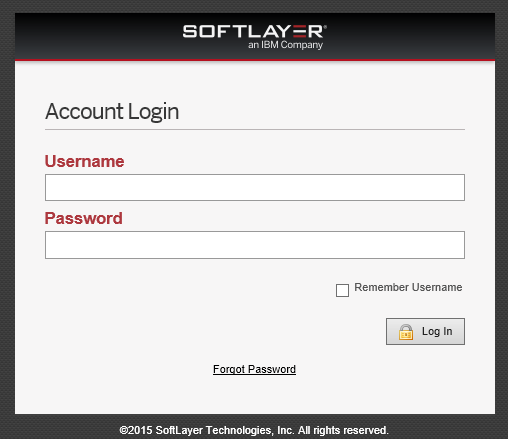 SOFTLAYER®
an IBM Company
Account Login
Username
Password
Remember Username
Log In
Forgot Password
©2015 SoftLayer Technologies, Inc. All rights reserved.